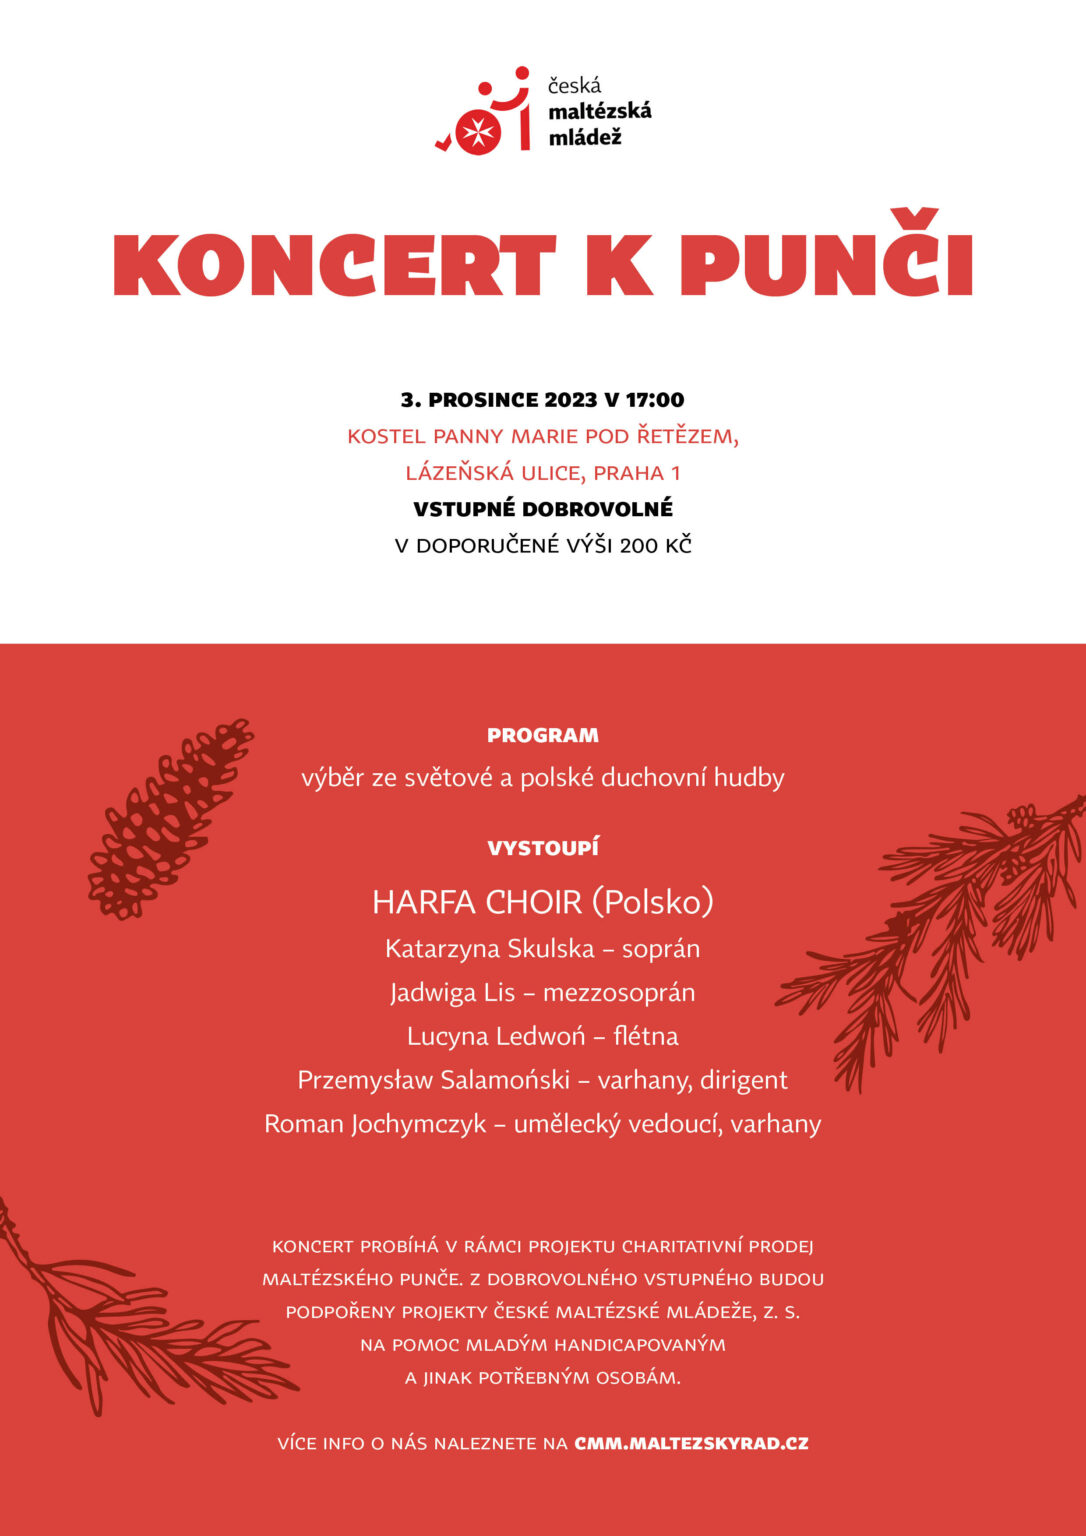 česká
maltézská
mládež
KONCERT K PUNČI
3. PROSINCE 2023 V 17:00
KOSTEL PANNY MARIE POD ŘETĚZEM,
LÁZEŇSKÁ ULICE, PRAHA 1
VSTUPNÉ DOBROVOLNÉ
V DOPORUČENÉ VÝŠI 200 KČ
PROGRAM
výběr ze světové a polské duchovní hudby
VYSTOUPÍ
HARFA CHOIR (Polsko)
Katarzyna Skulska – soprán
Jadwiga Lis – mezzosoprán
Lucyna Ledwoń – flétna
Przemysław Salamoński – varhany, dirigent
Roman Jochymczyk – umělecký vedoucí, varhany
KONCERT PROBÍHÁ V RÁMCI PROJEKTU CHARITATIVNÍ PRODEJ
MALTÉZSKÉHO PUNČE. Z DOBROVOLNÉHO VSTUPNÉHO BUDOU
PODPOŘENY PROJEKTY ČESKÉ MALTÉZSKÉ MLÁDEŽE, Z. S.
NA POMOC MLADÝM HANDICAPOVANÝM
A JINAK POTŘEBNÝM OSOBÁM.
VÍCE INFO O NÁS NALEZNETE NA CMM.MALTEZSKYRAD.CZ